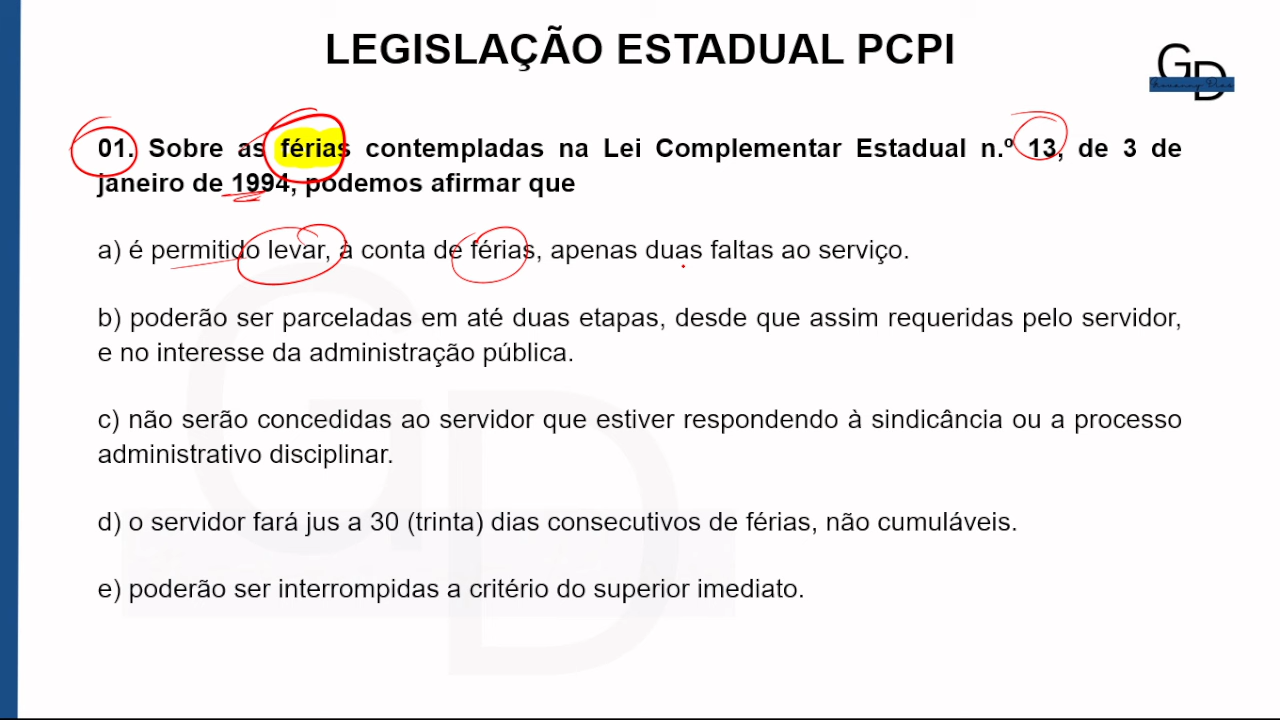 LEGISLAÇÃO ESTADUAL PCPI
GD
01. Sobre as férias contempladas na Lei Complementar Estadual n.º 13, de 3 de
janeiro de 1994, podemos afirmar que
a) é permitido levar, à conta de férias, apenas duas faltas ao serviço.
b) poderão ser parceladas em até duas etapas, desde que assim requeridas pelo servidor,
e no interesse da administração pública.
c) não serão concedidas ao servidor que estiver respondendo à sindicância ou a processo
administrativo disciplinar.
d) o servidor fará jus a 30 (trinta) dias consecutivos de férias, não cumuláveis.
e) poderão ser interrompidas a critério do superior imediato.